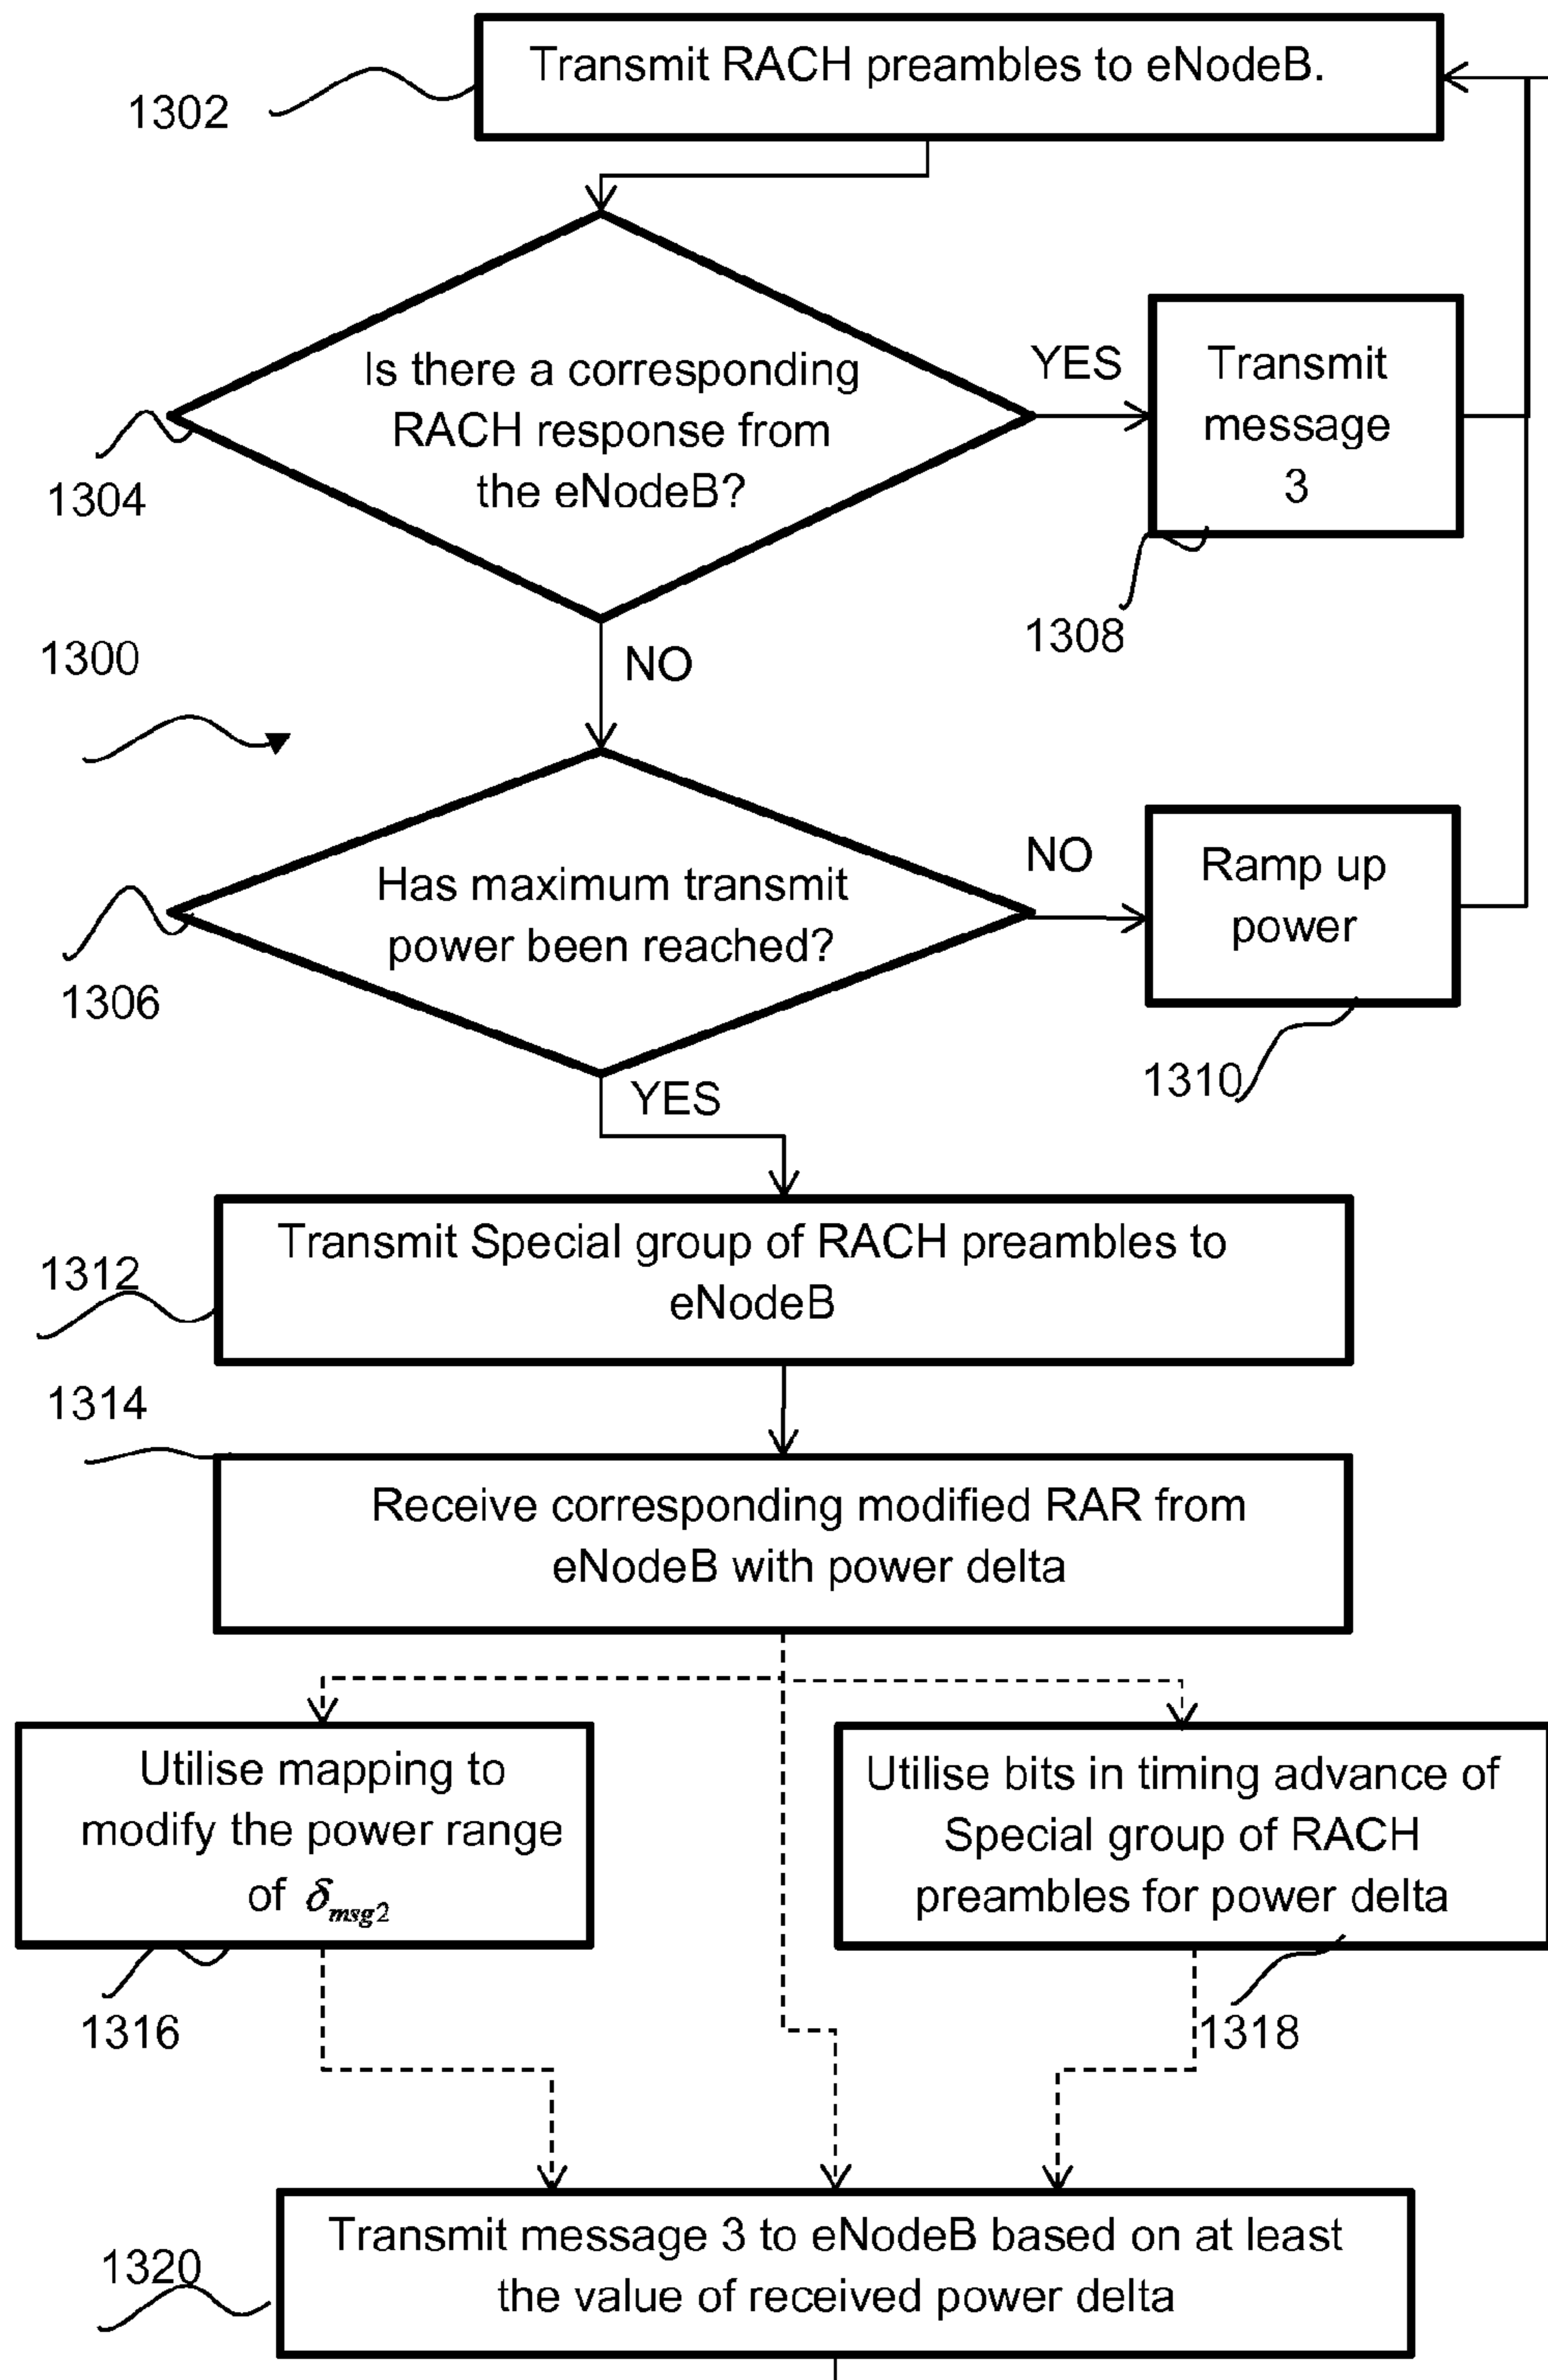 Transmit RACH preambles to eNodeB.
1302
Is there a corresponding
RACH response from
the eNodeB?
1304
YES
Transmit
message
3
1308
1300
NO
Has maximum transmit
power been reached?
1306
NO
Ramp up
power
1310
YES
Transmit Special group of RACH preambles to
eNodeB
1312
1314
Receive corresponding modified RAR from
eNodeB with power delta
Utilise mapping to
modify the power range
of δmsg2
1316
Utilise bits in timing advance of
Special group of RACH
preambles for power delta
1318
Transmit message 3 to eNodeB based on at least
the value of received power delta
1320